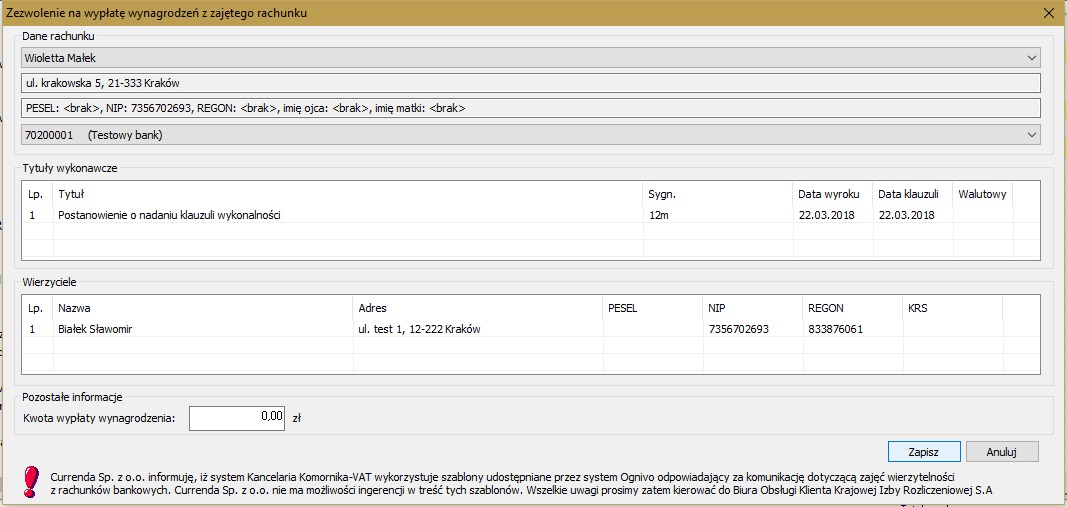 Zezwolenie na wypłatę wynagrodzeń z zajętego rachunku
Dane rachunku
Wioletta Małek
ul. krakowska 5, 21-333 Kraków
PESEL: <brak>, NIP: 7356702693, REGON: <brak>, imię ojca: <brak>, imię matki: <brak>
70200001 (Testowy bank)
Tytuły wykonawcze
Lp. Tytuł Sygn. Data wyroku Data klauzuli Walutowy
1 Postanowienie o nadaniu klauzuli wykonalności 12m 22.03.2018 22.03.2018
Wierzyciele
Lp. Nazwa Adres PESEL NIP REGON KRS
1 Białek Sławomir ul. test 1, 12-222 Kraków 7356702693 833876061
Pozostałe informacje
Kwota wypłaty wynagrodzenia: 0,00 zł
Zapisz Anuluj
Currenda Sp. z o.o. informuję, iż system Kancelaria Komornika-VAT wykorzystuje szablony udostępniane przez system Ognivo odpowiadający za komunikację dotyczącą zajęć wierzytelności
z rachunków bankowych. Currenda Sp. z o.o. nie ma możliwości ingerencji w treść tych szablonów. Wszelkie uwagi prosimy zatem kierować do Biura Obsługi Klienta Krajowej Izby Rozliczeniowej S.A